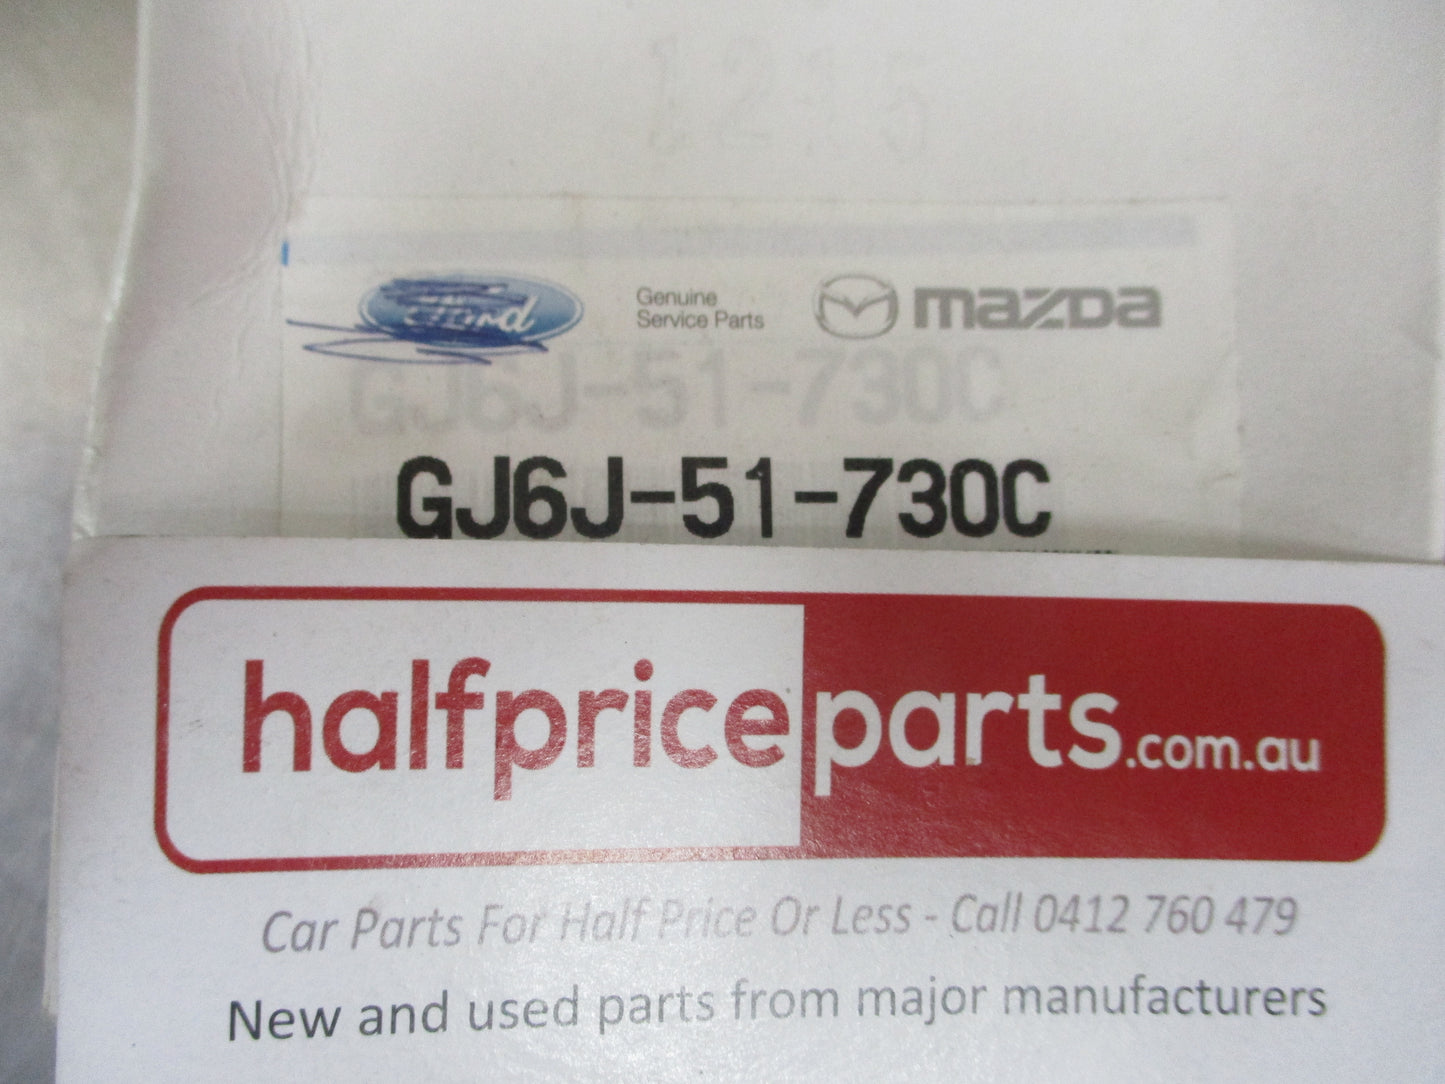 1215
Ford
Genuine
Service Parts
mazda
GJ6J-51-730C
GJ6J-51-730C
halfpriceparts.com.au
Car Parts For Half Price Or Less - Call 0412 760 479
New and used parts from major manufacturers